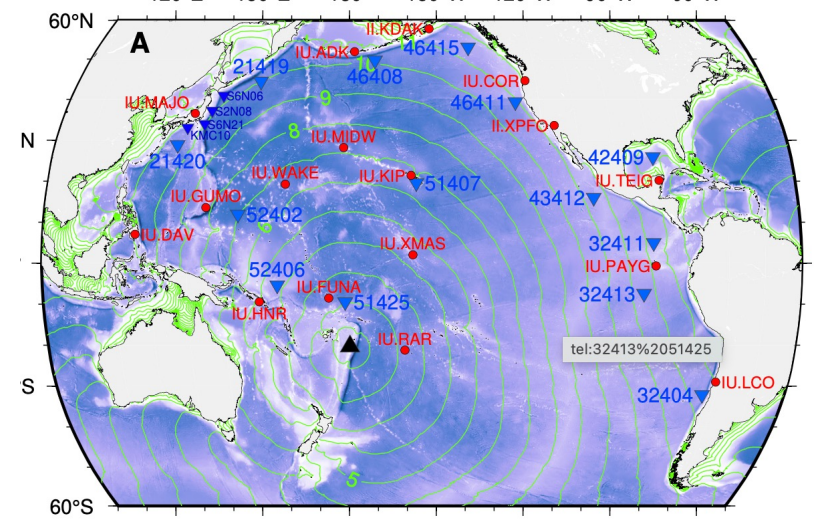 60°N
A
II.KDAK
IU.ADK
46415
10
21419
46408
IU.COR
9
S6N06
46411
IU.MAJO
S2N08
II.XPFO
8
S6N21
KMC10
IU.MIDW
N
21420
42409
IU.WAKE
IU.KIP
51407
IU.TEIG
IU.GUMO
43412
52402
6
IU.DAV
IU.XMAS
32411
52406
IU.PAYG
IU.FUNA
51425
32413
IU.HNR
IU.RAR
tel:32413%2051425
S
IU.LCO
32404
5
60°S